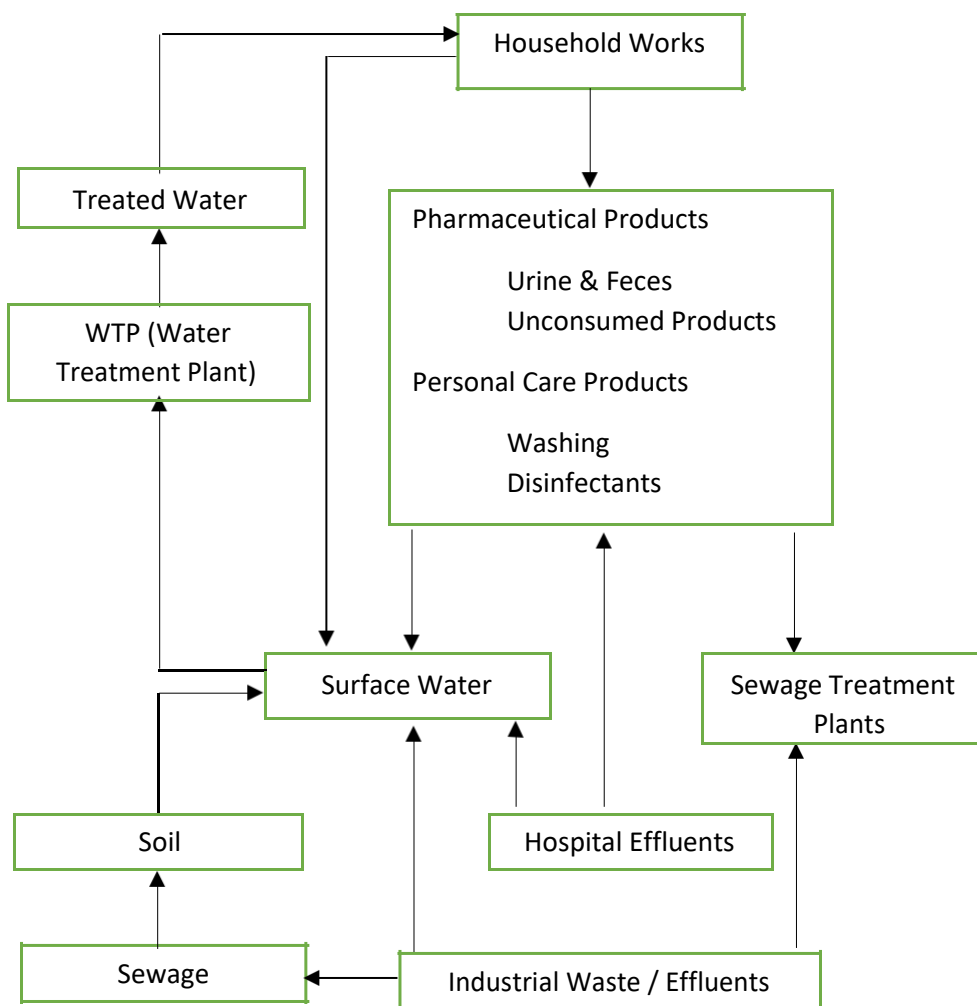 Household Works
Treated Water
Pharmaceutical Products
Urine & Feces
Unconsumed Products
WTP (Water
Treatment Plant)
Personal Care Products
Washing
Disinfectants
Surface Water
Sewage Treatment
Plants
Soil
Hospital Effluents
Sewage
Industrial Waste / Effluents